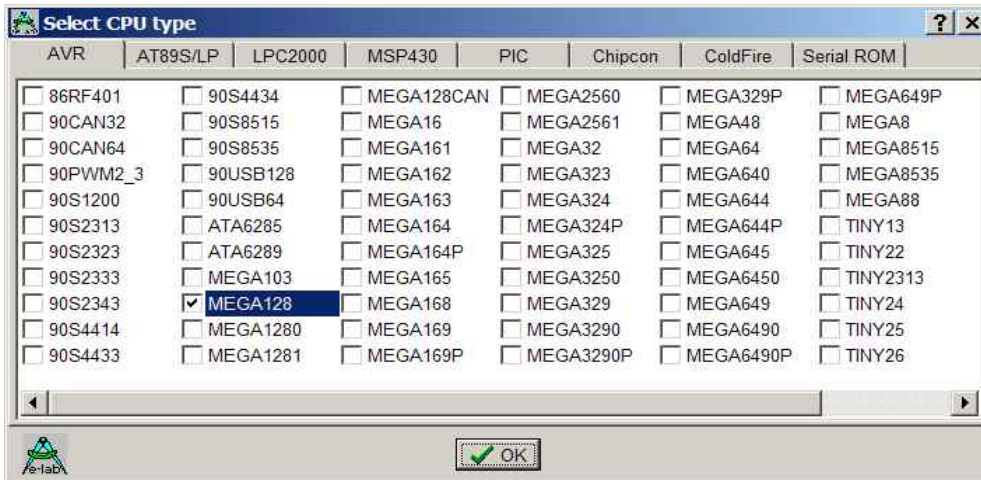 Select CPU type
AVR AT89S/LP LPC2000 MSP430 PIC Chipcon ColdFire Serial ROM
86RF401 90S4434 MEGA128CAN MEGA2560 MEGA329P MEGA649P
90CAN32 90S8515 MEGA16 MEGA2561 MEGA48 MEGA8
90CAN64 90S8535 MEGA161 MEGA32 MEGA64 MEGA8515
90PWM2_3 90USB128 MEGA162 MEGA323 MEGA640 MEGA8535
90S1200 90USB64 MEGA163 MEGA324 MEGA644 MEGA88
90S2313 ATA6285 MEGA164 MEGA324P MEGA644P TINY13
90S2323 ATA6289 MEGA164P MEGA325 MEGA645 TINY22
90S2333 MEGA103 MEGA165 MEGA3250 MEGA6450 TINY2313
90S2343 MEGA128 MEGA168 MEGA329 MEGA649 TINY24
90S4414 MEGA1280 MEGA169 MEGA3290 MEGA6490 TINY25
90S4433 MEGA1281 MEGA169P MEGA3290P MEGA6490P TINY26
e-lab
OK